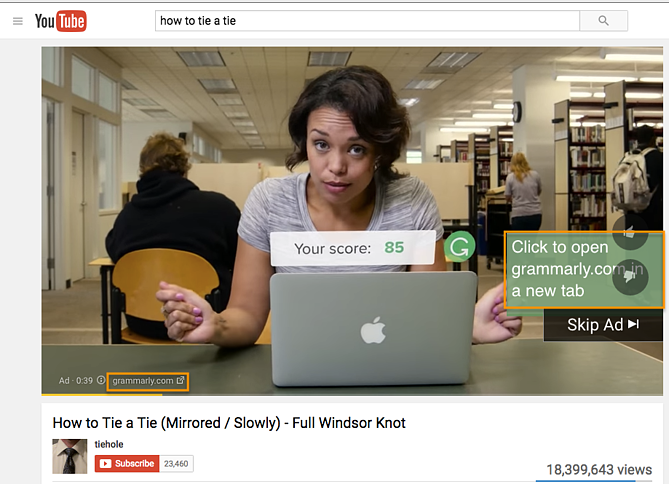 YouTube
how to tie a tie
Your score: 85
Click to open
grammarly.com in
a new tab
Skip Ad
Ad · 0:39
grammarly.com
How to Tie a Tie (Mirrored / Slowly) - Full Windsor Knot
tiehole
Subscribe 23,460
18,399,643 views